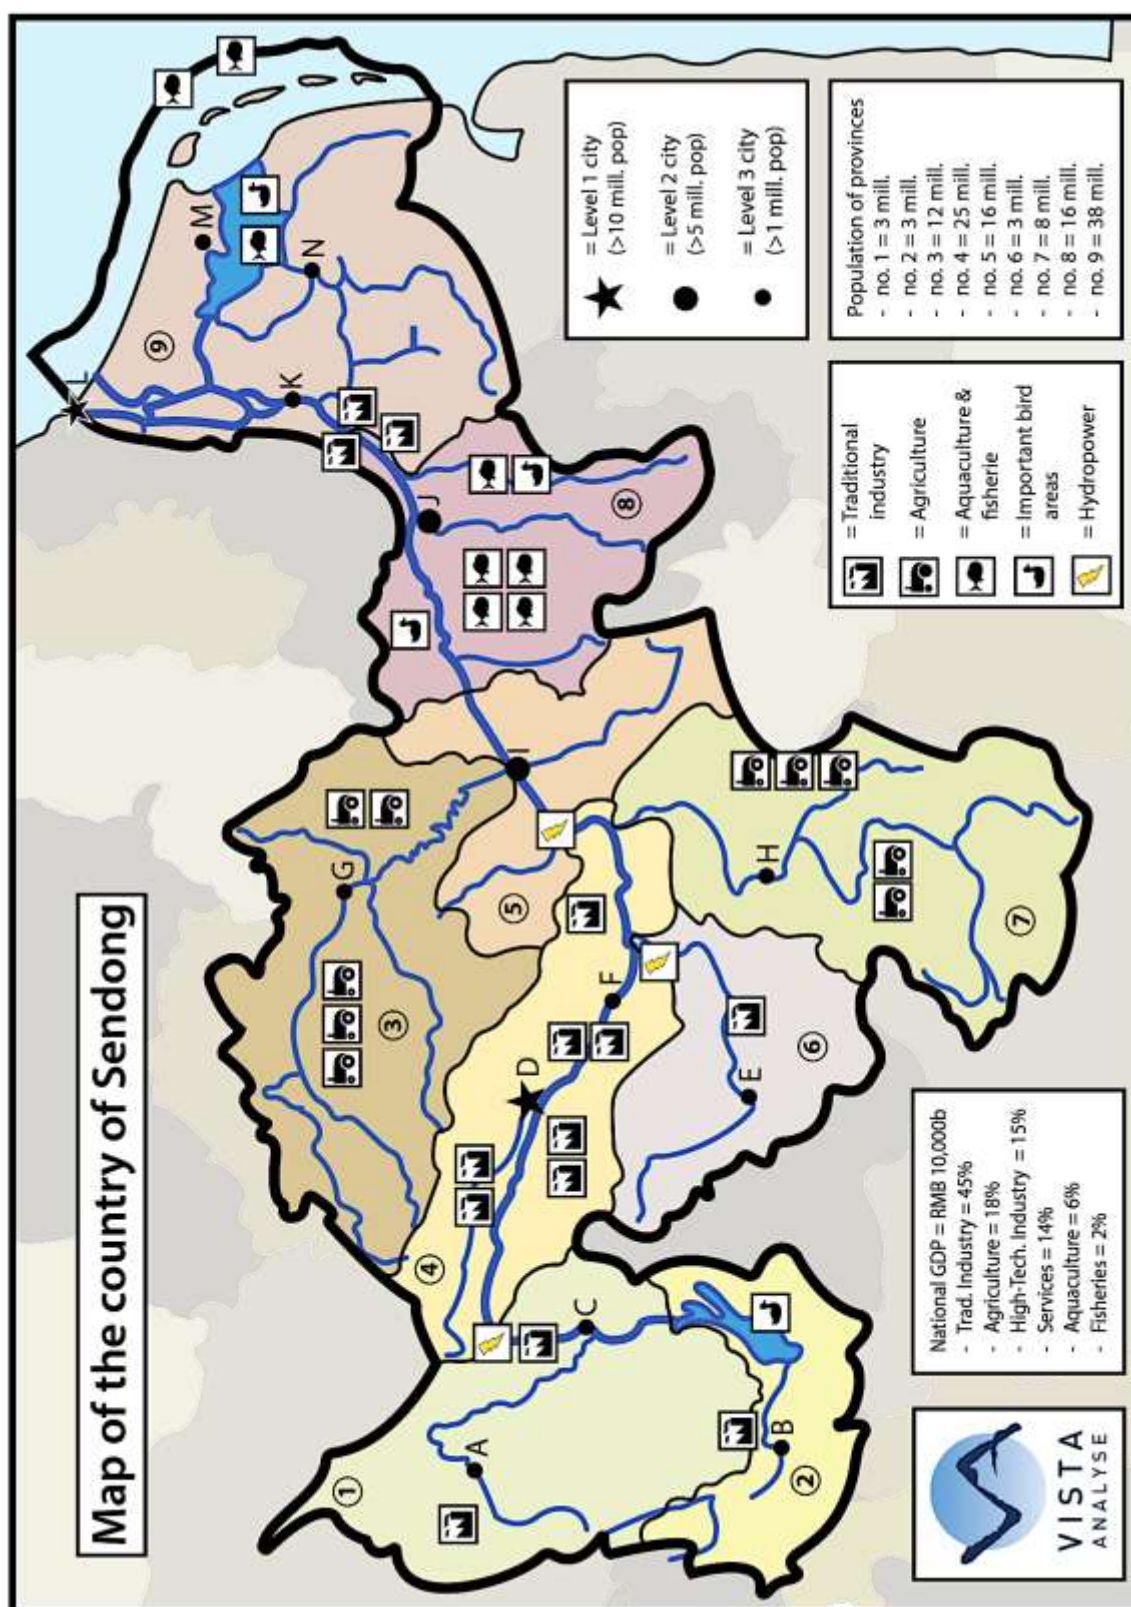 Map of the country of Sendong
1
2
3
4
5
6
7
8
9
A
B
C
D
E
F
G
H
I
J
K
L
M
N
= Level 1 city
(>10 mill. pop)
= Level 2 city
(>5 mill. pop)
= Level 3 city
(>1 mill. pop)
VISTA
ANALYSE
National GDP = RMB 10,000b
- Trad. Industry = 45%
- Agriculture = 18%
- High-Tech. Industry = 15%
- Services = 14%
- Aquaculture = 6%
- Fisheries = 2%
= Traditional
industry
= Agriculture
= Aquaculture &
fisherie
= Important bird
areas
= Hydropower
Population of provinces
- no. 1 = 3 mill.
- no. 2 = 3 mill.
- no. 3 = 12 mill.
- no. 4 = 25 mill.
- no. 5 = 16 mill.
- no. 6 = 3 mill.
- no. 7 = 8 mill.
- no. 8 = 16 mill.
- no. 9 = 38 mill.